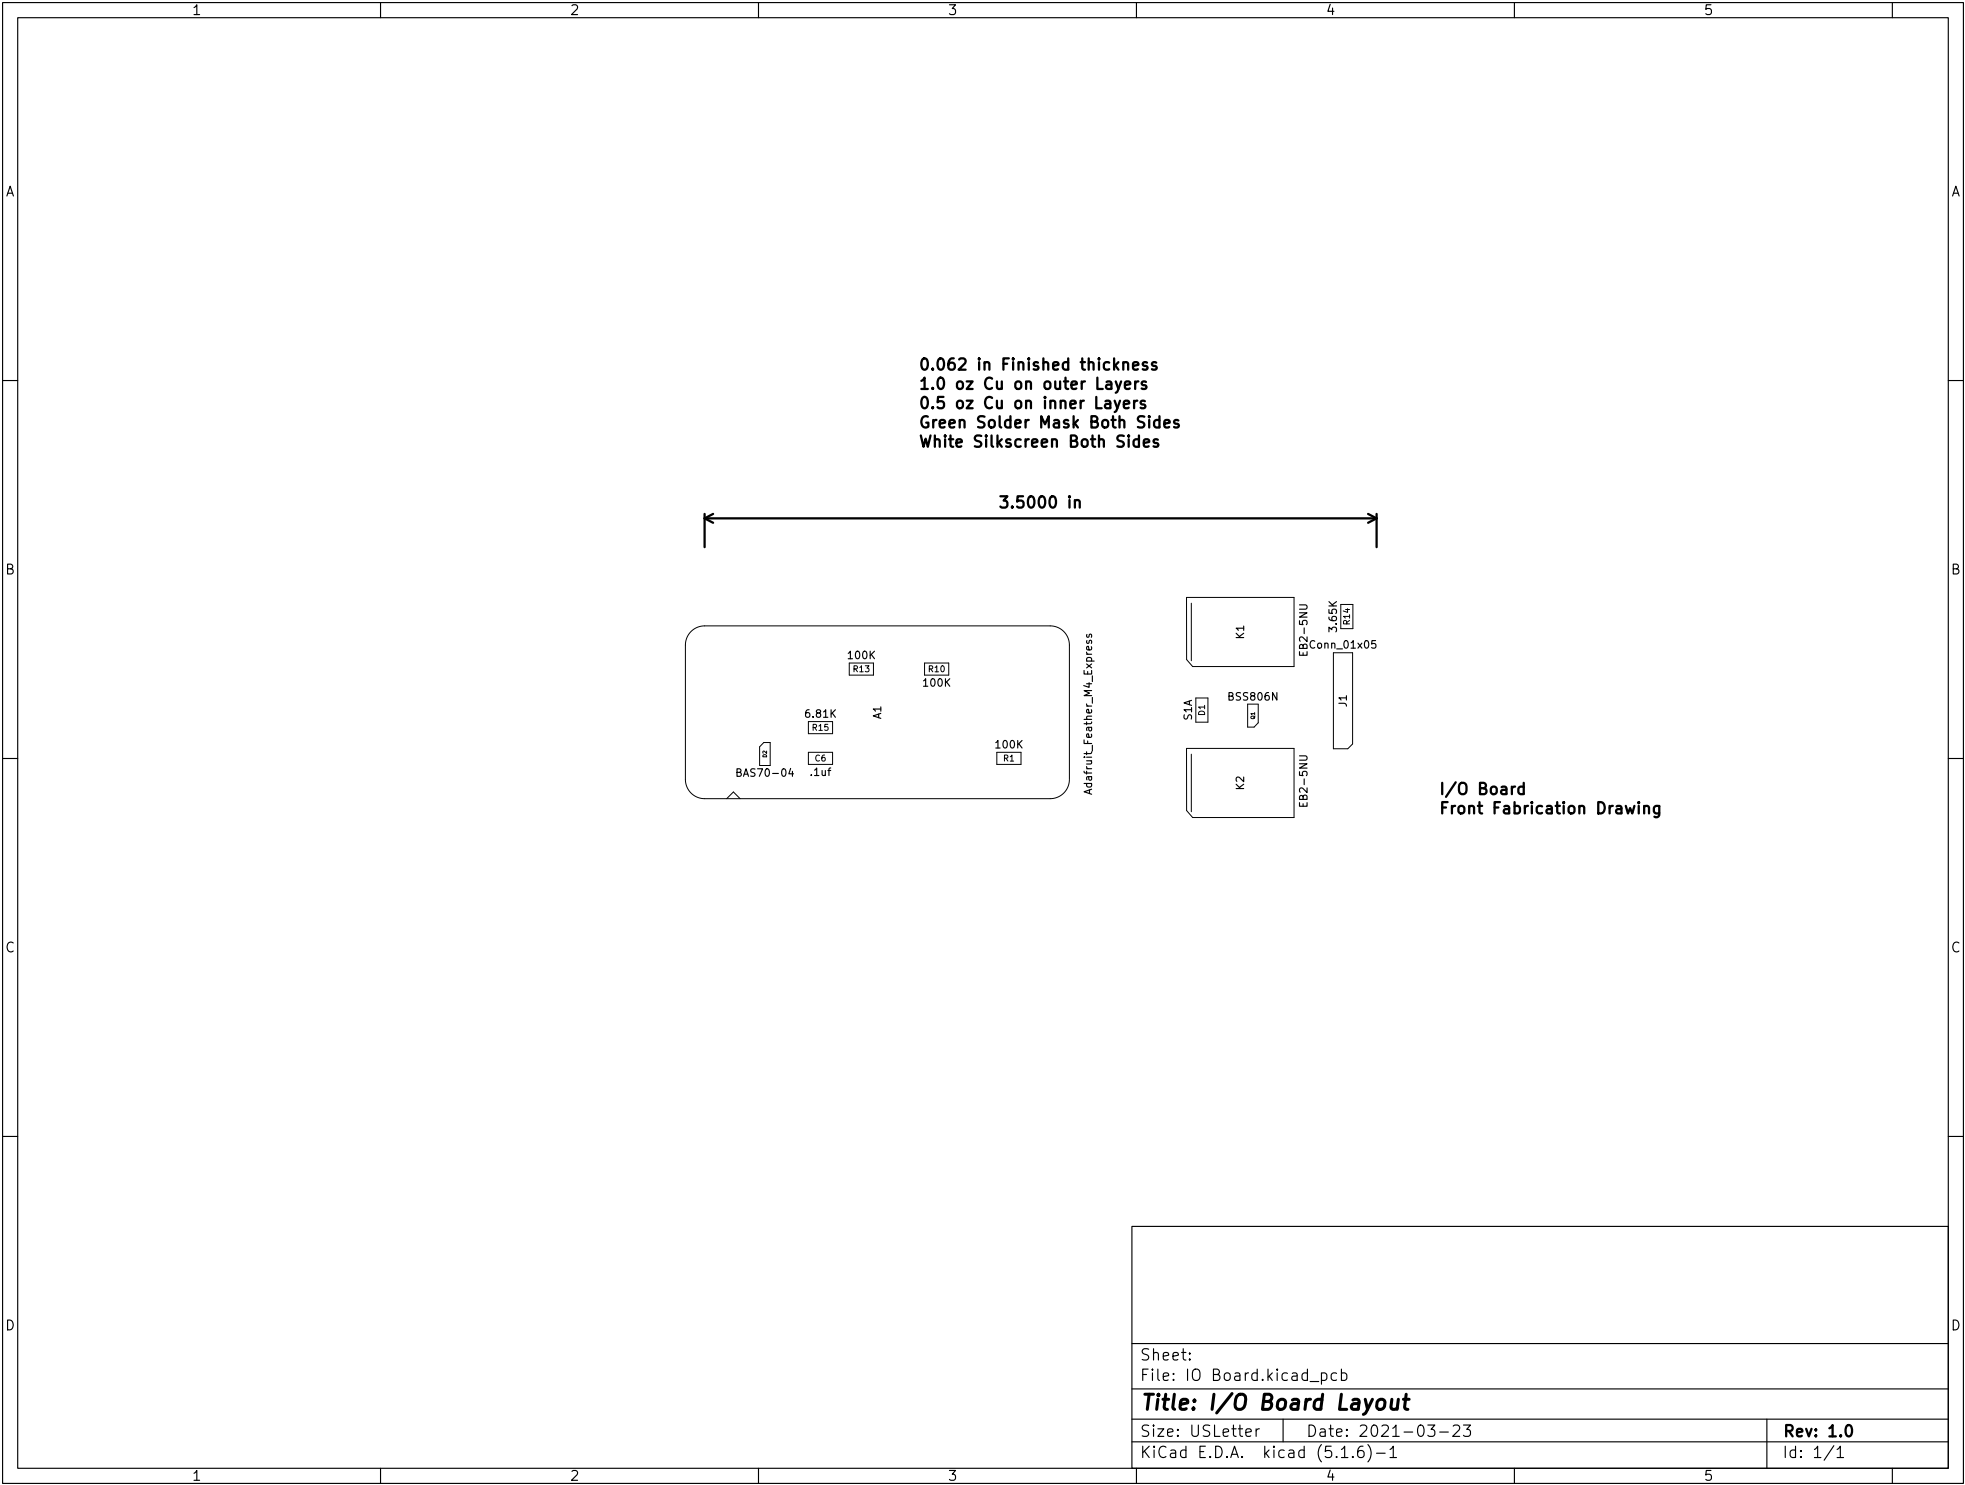 1 2 3 4 5
A A
0.062 in Finished thickness
1.0 oz Cu on outer Layers
0.5 oz Cu on inner Layers
Green Solder Mask Both Sides
White Silkscreen Both Sides
3.5000 in
B B
K1
EB2-5NU
3.65K
R14
Conn_01x05
100K
R13
R10
100K
Adafruit_Feather_M4_Express
A1
6.81K
R15
S1A
D1
BSS806N
Q1
J1
D2
BAS70-04
C6
.1uf
100K
R1
K2
EB2-5NU
I/O Board
Front Fabrication Drawing
C C
D D
Sheet:
File: IO Board.kicad_pcb
Title: I/O Board Layout
Size: USLetter Date: 2021-03-23 Rev: 1.0
KiCad E.D.A. kicad (5.1.6)-1 Id: 1/1
1 2 3 4 5